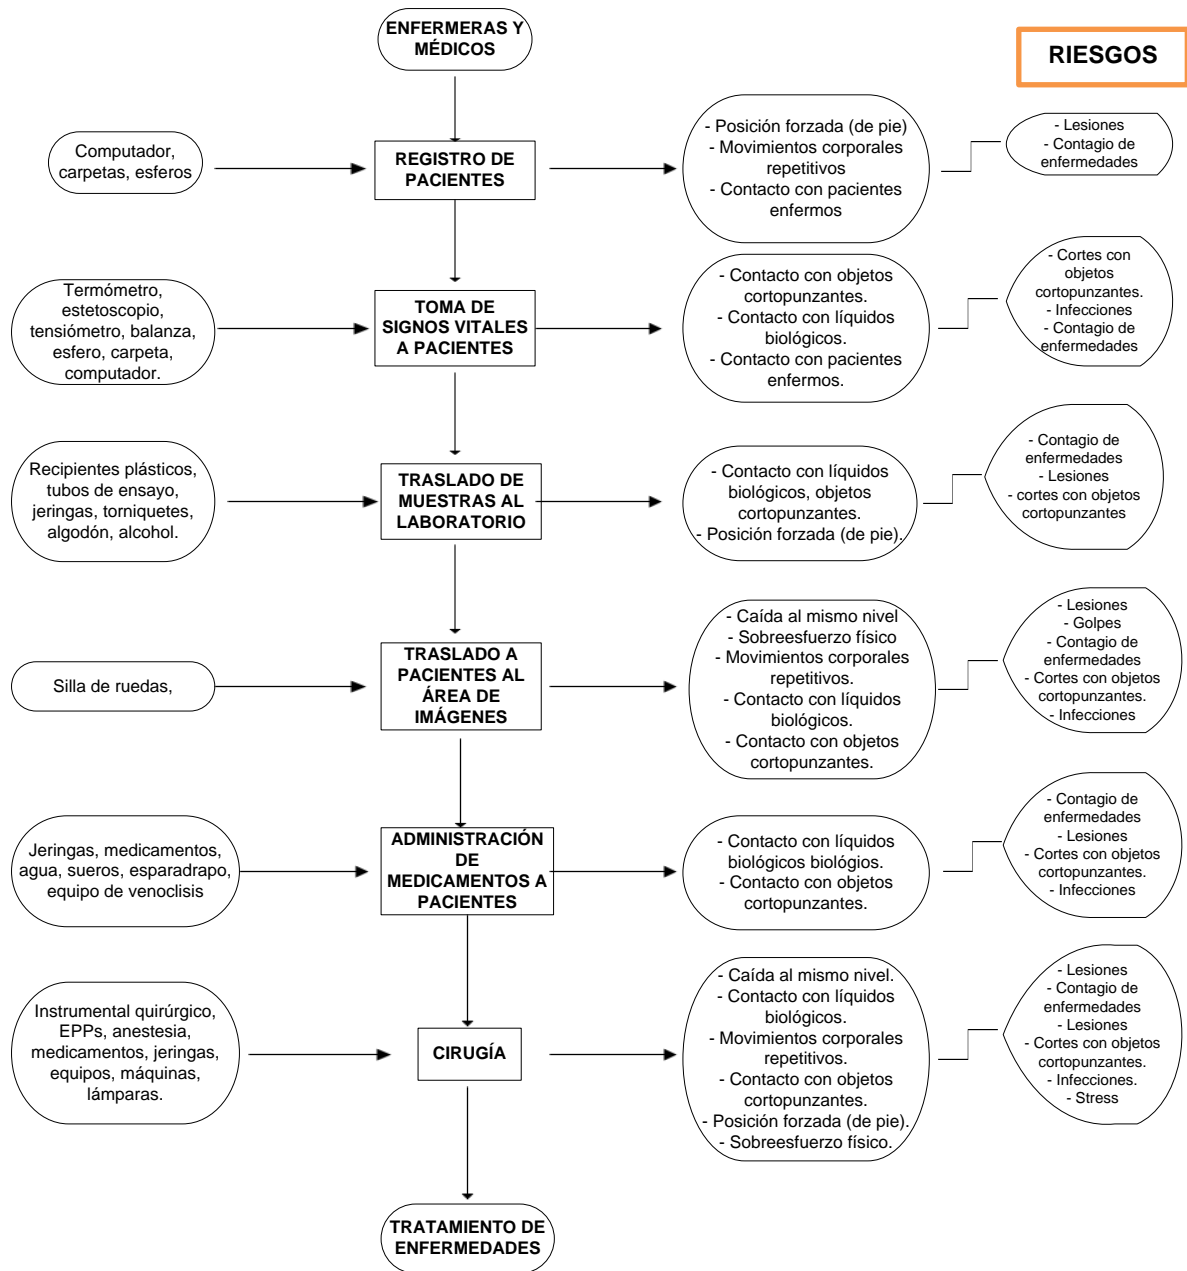 ENFERMERAS Y
MÉDICOS
RIESGOS
Computador,
carpetas, esferos
REGISTRO DE
PACIENTES
- Posición forzada (de pie)
- Movimientos corporales
repetitivos
- Contacto con pacientes
enfermos
- Lesiones
- Contagio de
enfermedades
Termómetro,
estetoscopio,
tensiómetro, balanza,
esfero, carpeta,
computador.
TOMA DE
SIGNOS VITALES
A PACIENTES
- Contacto con objetos
cortopunzantes.
- Contacto con líquidos
biológicos.
- Contacto con pacientes
enfermos.
- Cortes con
objetos
cortopunzantes.
- Infecciones
- Contagio de
enfermedades
Recipientes plásticos,
tubos de ensayo,
jeringas, torniquetes,
algodón, alcohol.
TRASLADO DE
MUESTRAS AL
LABORATORIO
- Contacto con líquidos
biológicos, objetos
cortopunzantes.
- Posición forzada (de pie).
- Contagio de
enfermedades
- Lesiones
- cortes con objetos
cortopunzantes
Silla de ruedas,
TRASLADO A
PACIENTES AL
ÁREA DE
IMÁGENES
- Caída al mismo nivel
- Sobreesfuerzo físico
- Movimientos corporales
repetitivos.
- Contacto con líquidos
biológicos.
- Contacto con objetos
cortopunzantes.
- Lesiones
- Golpes
- Contagio de
enfermedades
- Cortes con objetos
cortopunzantes.
- Infecciones
Jeringas, medicamentos,
agua, sueros, esparadrapo,
equipo de venoclisis
ADMINISTRACIÓN
DE
MEDICAMENTOS A
PACIENTES
- Contacto con líquidos
biológicos biológios.
- Contacto con objetos
cortopunzantes.
- Contagio de
enfermedades
- Lesiones
- Cortes con objetos
cortopunzantes.
- Infecciones
Instrumental quirúrgico,
EPPs, anestesia,
medicamentos, jeringas,
equipos, máquinas,
lámparas.
CIRUGÍA
- Caída al mismo nivel.
- Contacto con líquidos
biológicos.
- Movimientos corporales
repetitivos.
- Contacto con objetos
cortopunzantes.
- Posición forzada (de pie).
- Sobreesfuerzo físico.
- Lesiones
- Contagio de
enfermedades
- Lesiones
- Cortes con objetos
cortopunzantes.
- Infecciones.
- Stress
TRATAMIENTO DE
ENFERMEDADES